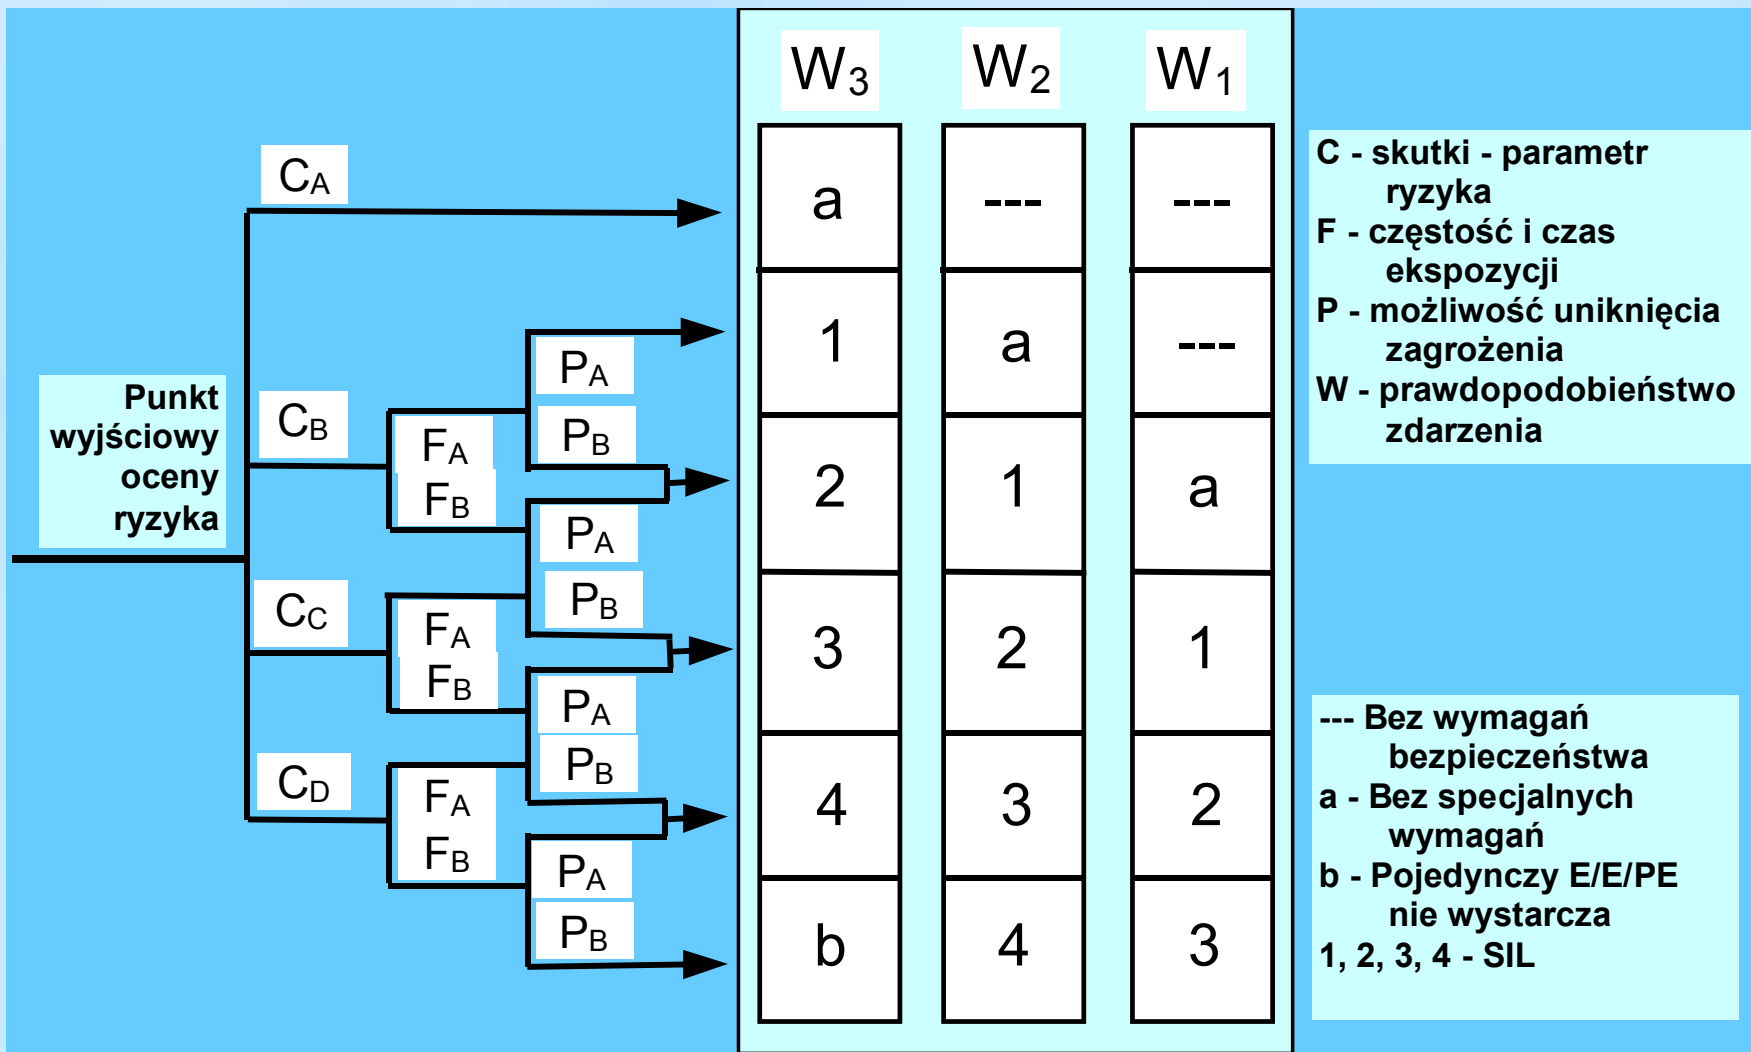 W3 W2 W1
CA
a --- ---
PA
1 a ---
Punkt
wyjściowy
oceny
ryzyka
CB
FA
FB
PB
2 1 a
PA
CC
FA
FB
PB
3 2 1
PA
CD
FA
FB
PB
4 3 2
PA
PB
b 4 3
C - skutki - parametr
ryzyka
F - częstość i czas
ekspozycji
P - możliwość uniknięcia
zagrożenia
W - prawdopodobieństwo
zdarzenia
--- Bez wymagań
bezpieczeństwa
a - Bez specjalnych
wymagań
b - Pojedynczy E/E/PE
nie wystarcza
1, 2, 3, 4 - SIL